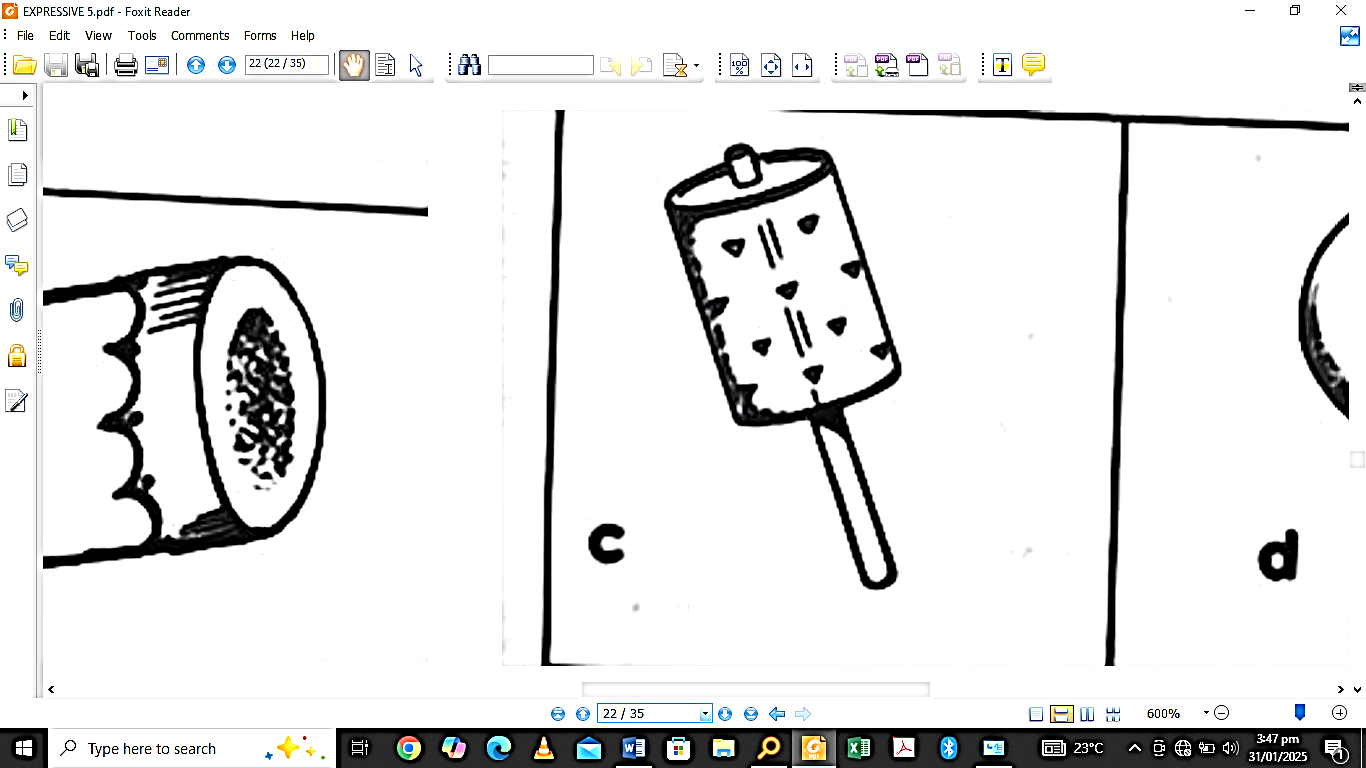 EXPRESSIVE 5.pdf - Foxit Reader
File Edit View Tools Comments Forms Help
22 (22 / 35)
c
d
22 / 35
600%
Type here to search
23°C
3:47 pm
31/01/2025